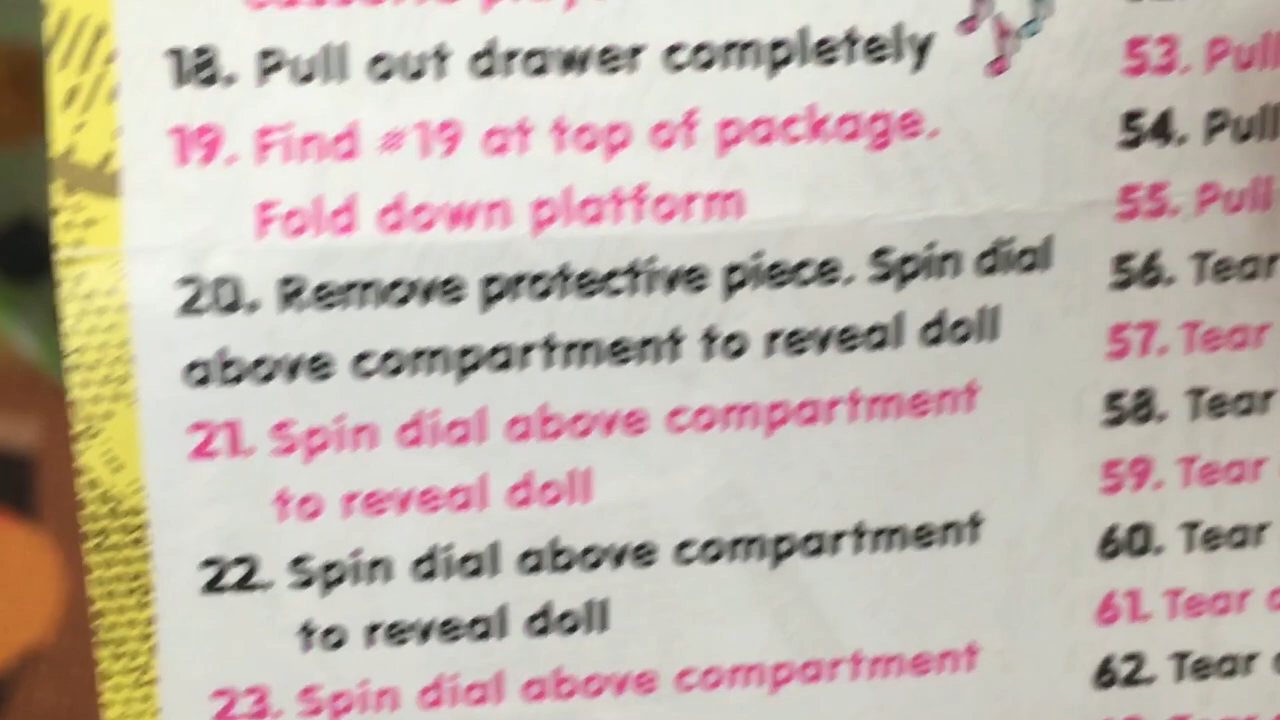 18. Pull out drawer completely
19. Find #19 at top of package.
Fold down platform
20. Remove protective piece. Spin dial
above compartment to reveal doll
21. Spin dial above compartment
to reveal doll
22. Spin dial above compartment
to reveal doll
23. Spin dial above compartment
53. Pull
54. Pull
55. Pull
56. Tear
57. Tear
58. Tear
59. Tear
60. Tear
61. Tear
62. Tear